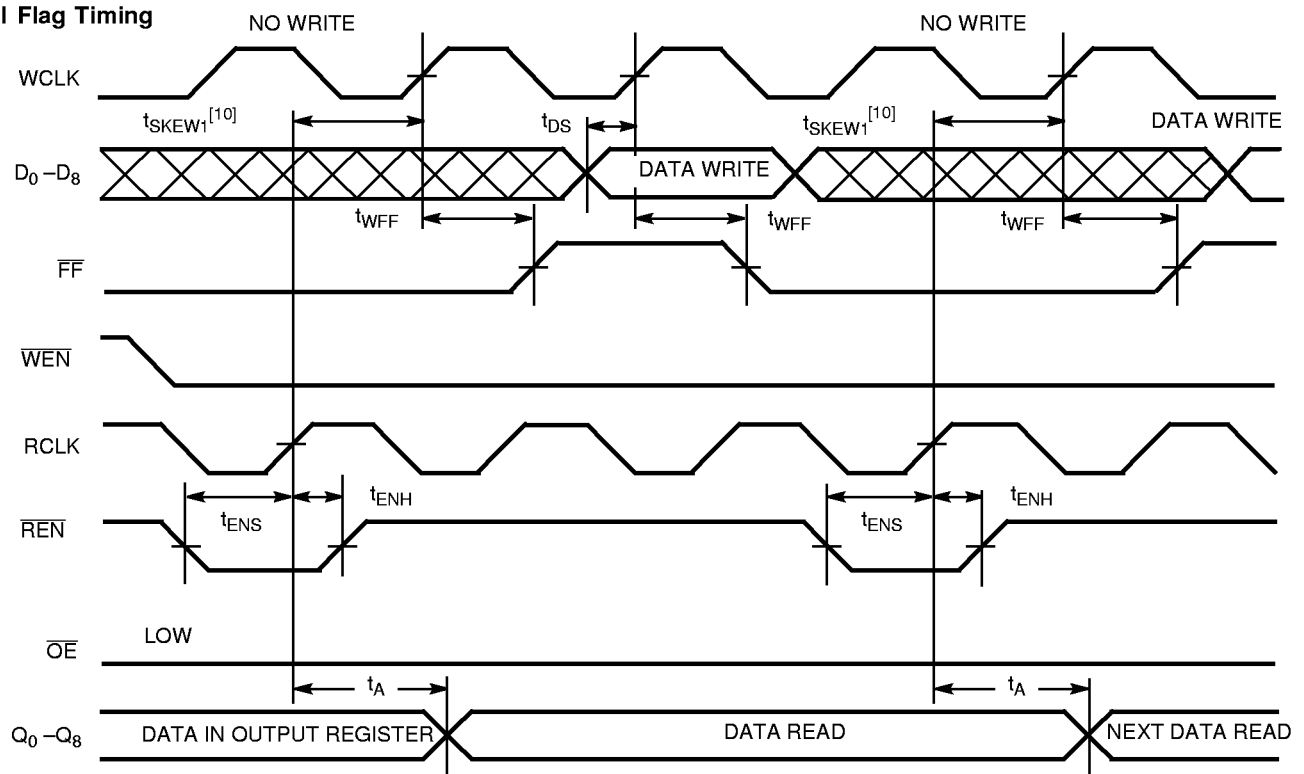 l Flag Timing
NO WRITE NO WRITE
WCLK
tSKEW1[10] tDS tSKEW1[10] DATA WRITE
D0–D8 DATA WRITE
tWFF tWFF tWFF
FF
WEN
RCLK
tENH tENH
REN tENS tENS
LOW
OE
tA tA
Q0–Q8 DATA IN OUTPUT REGISTER DATA READ NEXT DATA READ